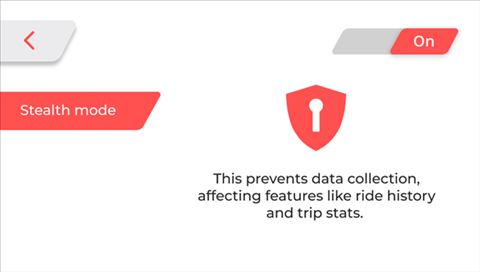 On
Stealth mode
This prevents data collection,
affecting features like ride history
and trip stats.